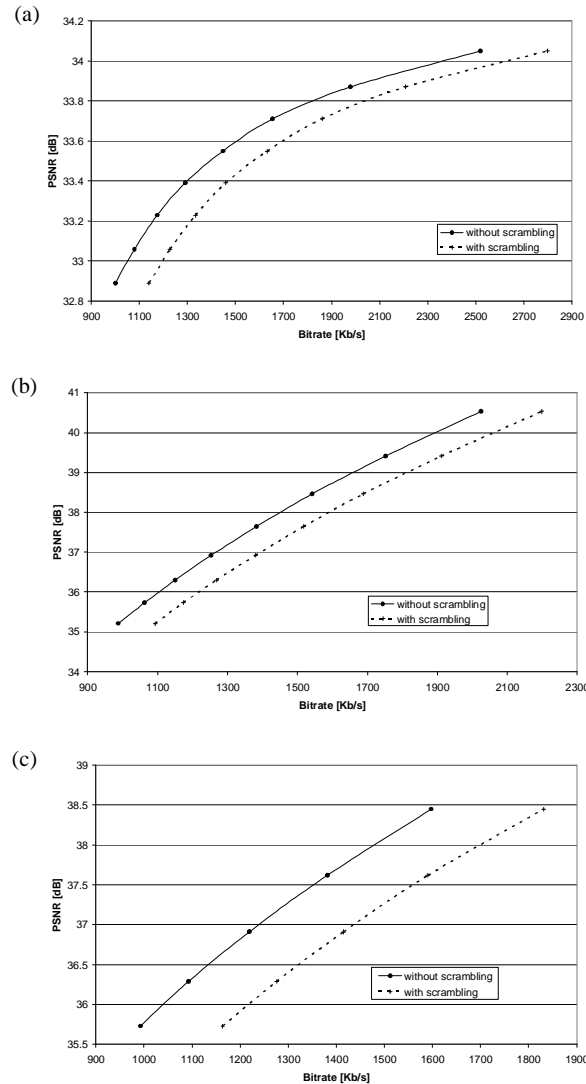 (a)
34.2
34
33.8
33.6
33.4
33.2
33
32.8
PSNR [dB]
without scrambling
with scrambling
900 1100 1300 1500 1700 1900 2100 2300 2500 2700 2900
Bitrate [Kb/s]
(b)
41
40
39
38
37
36
35
34
PSNR [dB]
without scrambling
with scrambling
900 1100 1300 1500 1700 1900 2100 2300
Bitrate [Kb/s]
(c)
39
38.5
38
37.5
37
36.5
36
35.5
PSNR [dB]
without scrambling
with scrambling
900 1000 1100 1200 1300 1400 1500 1600 1700 1800 1900
Bitrate [Kb/s]